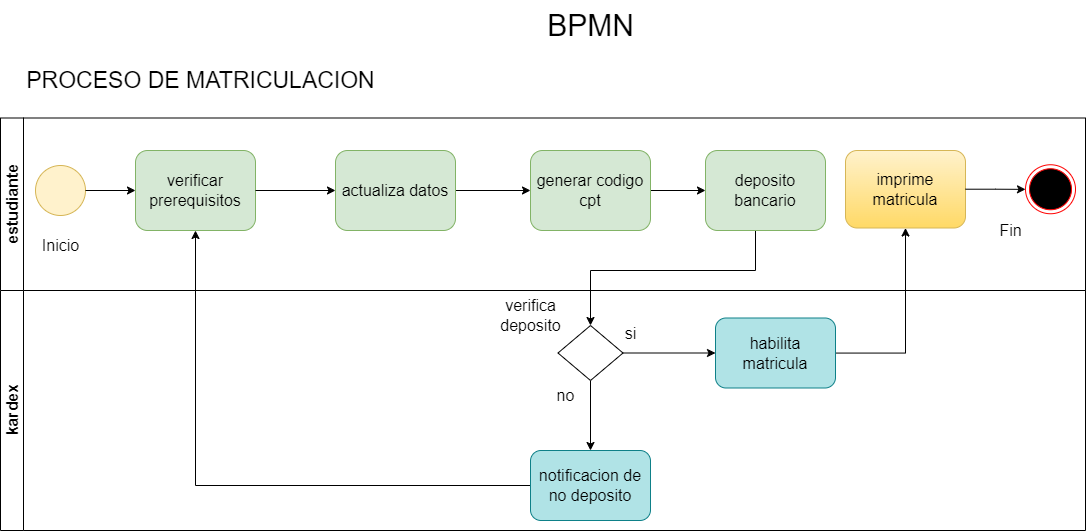 BPMN
PROCESO DE MATRICULACION
estudiante
Inicio
verificar
prerequisitos
actualiza datos
generar codigo
cpt
deposito
bancario
imprime
matricula
Fin
kardex
verifica
deposito
si
no
habilita
matricula
notificacion de
no deposito